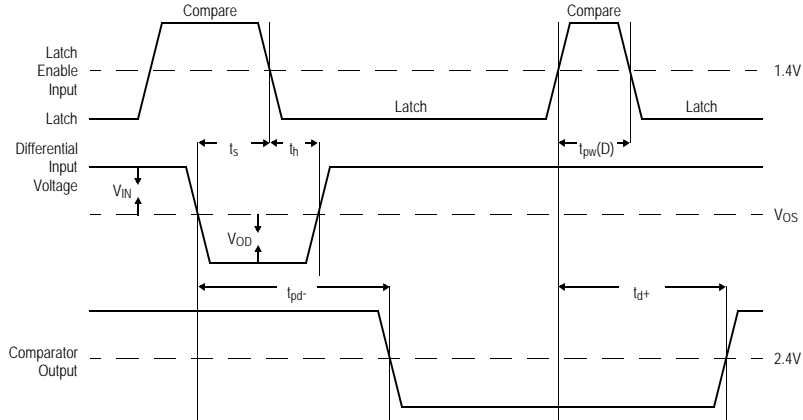 Compare
Compare
Latch
Enable
Input
1.4V
Latch
Latch
Latch
Differential
Input
Voltage
ts
th
tpw(D)
VIN
VOS
VOD
tpd-
td+
Comparator
Output
2.4V